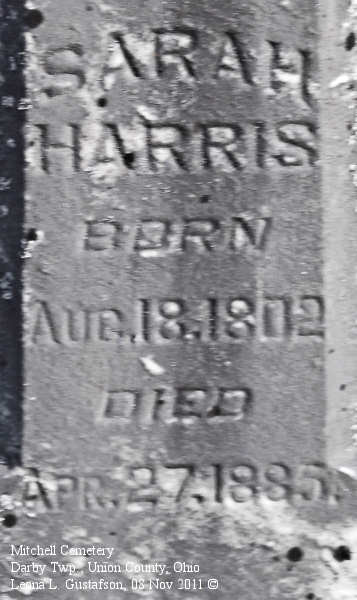 SARAH
HARRIS
BORN
AUG. 18. 1802
DIED
APR. 27. 1885.
Mitchell Cemetery
Darby Twp., Union County, Ohio
Leana L. Gustafson, 03 Nov 2011 ©